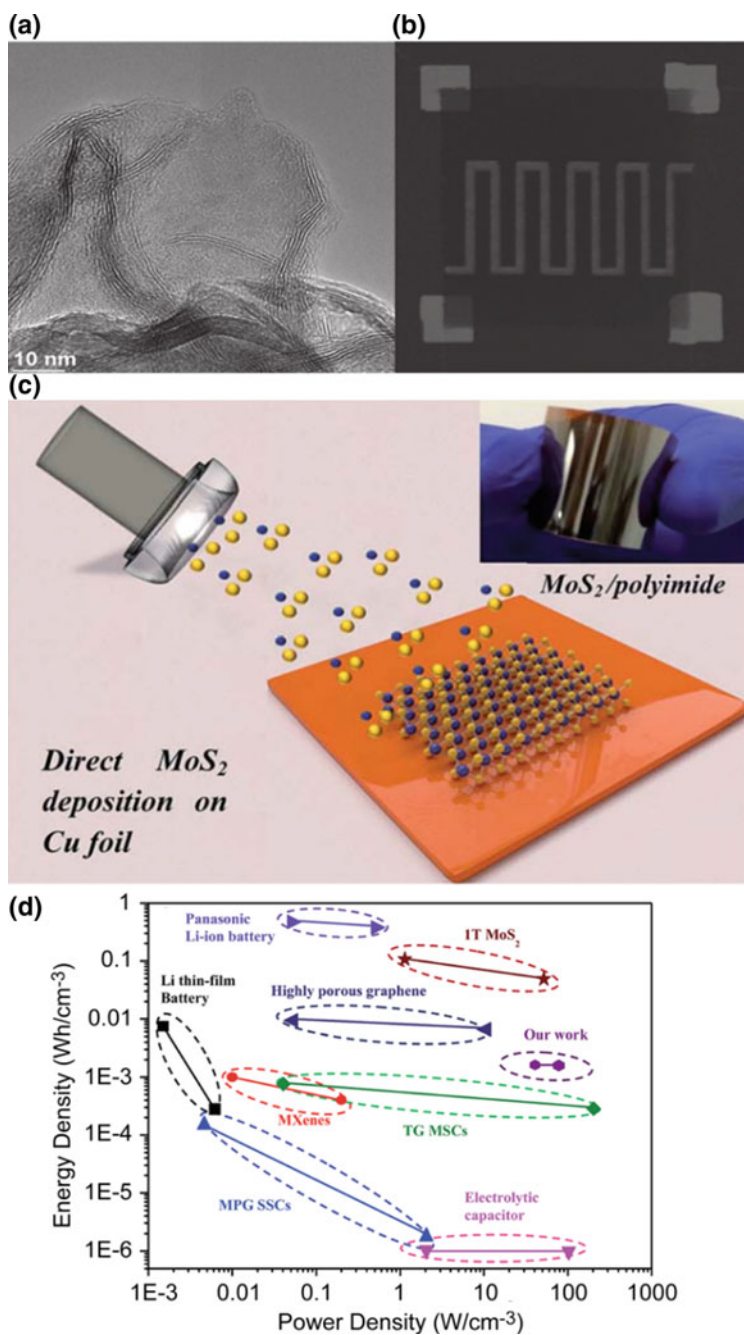 (a)
(b)
10 nm
(c)
MoS₂/polyimide
Direct MoS₂
deposition on
Cu foil
(d)
Energy Density (Wh/cm⁻³)
1
0.1
0.01
1E-3
1E-4
1E-5
1E-6
Panasonic
Li-ion battery
1T MoS₂
Li thin-film
Battery
Highly porous graphene
Our work
MXenes
TG MSCs
MPG SSCs
Electrolytic
capacitor
1E-3
0.01
0.1
1
10
100
1000
Power Density (W/cm⁻³)